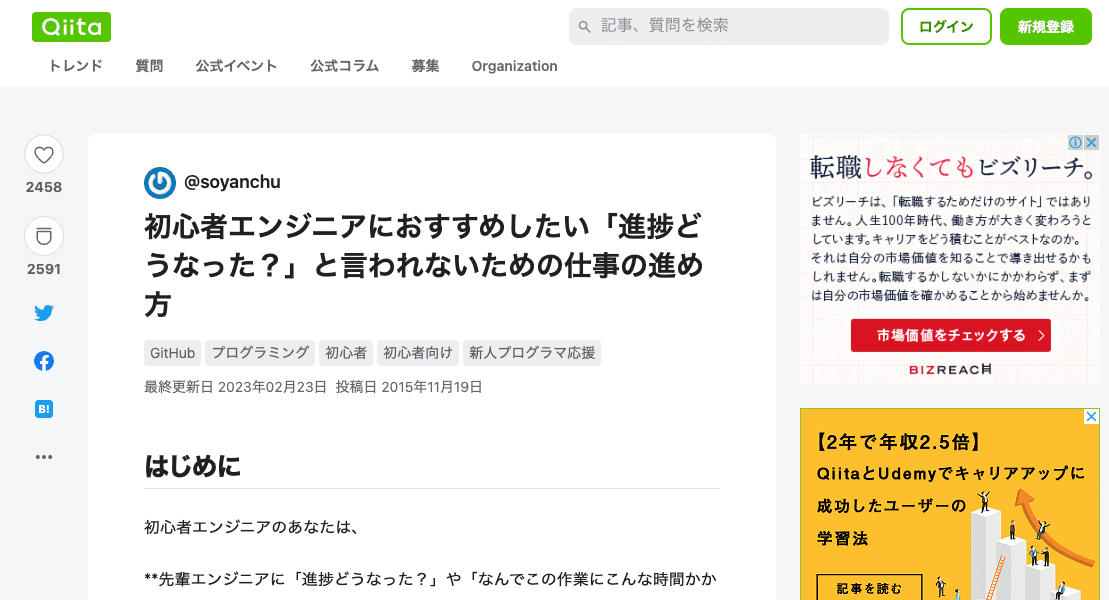 Qiita
記事、質問を検索
ログイン
新規登録
トレンド
質問
公式イベント
公式コラム
募集
Organization
2458
2591
B!
@soyanchu
初心者エンジニアにおすすめしたい「進捗ど
うなった？」と言われないための仕事の進め
方
GitHub
プログラミング
初心者
初心者向け
新人プログラマ応援
最終更新日 2023年02月23日 投稿日 2015年11月19日
はじめに
初心者エンジニアのあなたは、
**先輩エンジニアに「進捗どうなった？」や「なんでこの作業にこんな時間かか
転職しなくてもビズリーチ。
ビズリーチは、「転職するためだけのサイト」ではあり
ません。人生100年時代、働き方が大きく変わろうと
しています。キャリアをどう積むことがベストなのか。
それは自分の市場価値を知ることで導き出せるかも
しれません。転職するかしないかにかかわらず、まず
は自分の市場価値を確かめることから始めませんか。
市場価値をチェックする
BIZREACH
【2年で年収2.5倍】
QiitaとUdemyでキャリアアップに
成功したユーザーの
学習法
記事を読む